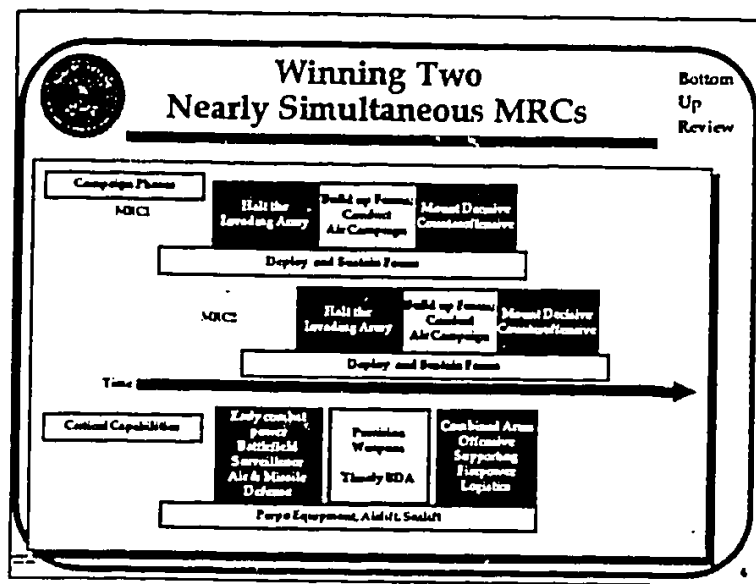 Winning Two
Nearly Simultaneous MRCs
Bottom
Up
Review
Campaign Phases
MRC1
Halt the
Invading Army
Build up Forces;
Conduct
Air Campaign
Mount Decisive
Counteroffensive
Deploy and Sustain Forces
MRC2
Halt the
Invading Army
Build up Forces;
Conduct
Air Campaign
Mount Decisive
Counteroffensive
Deploy and Sustain Forces
Time
Critical Capabilities
Early combat
power
Battlefield
Surveillance
Air & Missile
Defense
Precision
Weapons
Timely BDA
Combined Arms
Offensive
Supporting
Firepower
Logistics
Prepo Equipment, Airlift, Sealift